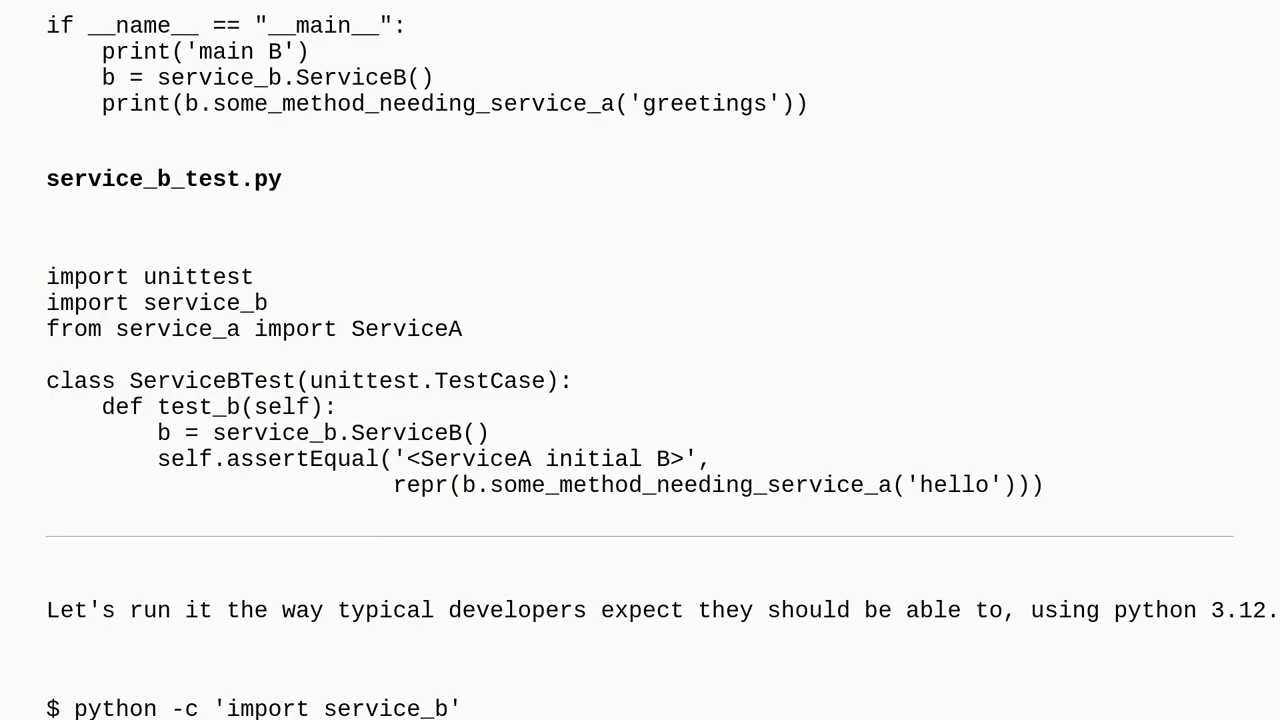 if __name__ == "__main__":
    print('main B')
    b = service_b.ServiceB()
    print(b.some_method_needing_service_a('greetings'))
service_b_test.py
import unittest
import service_b
from service_a import ServiceA
class ServiceBTest(unittest.TestCase):
    def test_b(self):
        b = service_b.ServiceB()
        self.assertEqual('<ServiceA initial B>',
                         repr(b.some_method_needing_service_a('hello')))
Let's run it the way typical developers expect they should be able to, using python 3.12.
$ python -c 'import service_b'